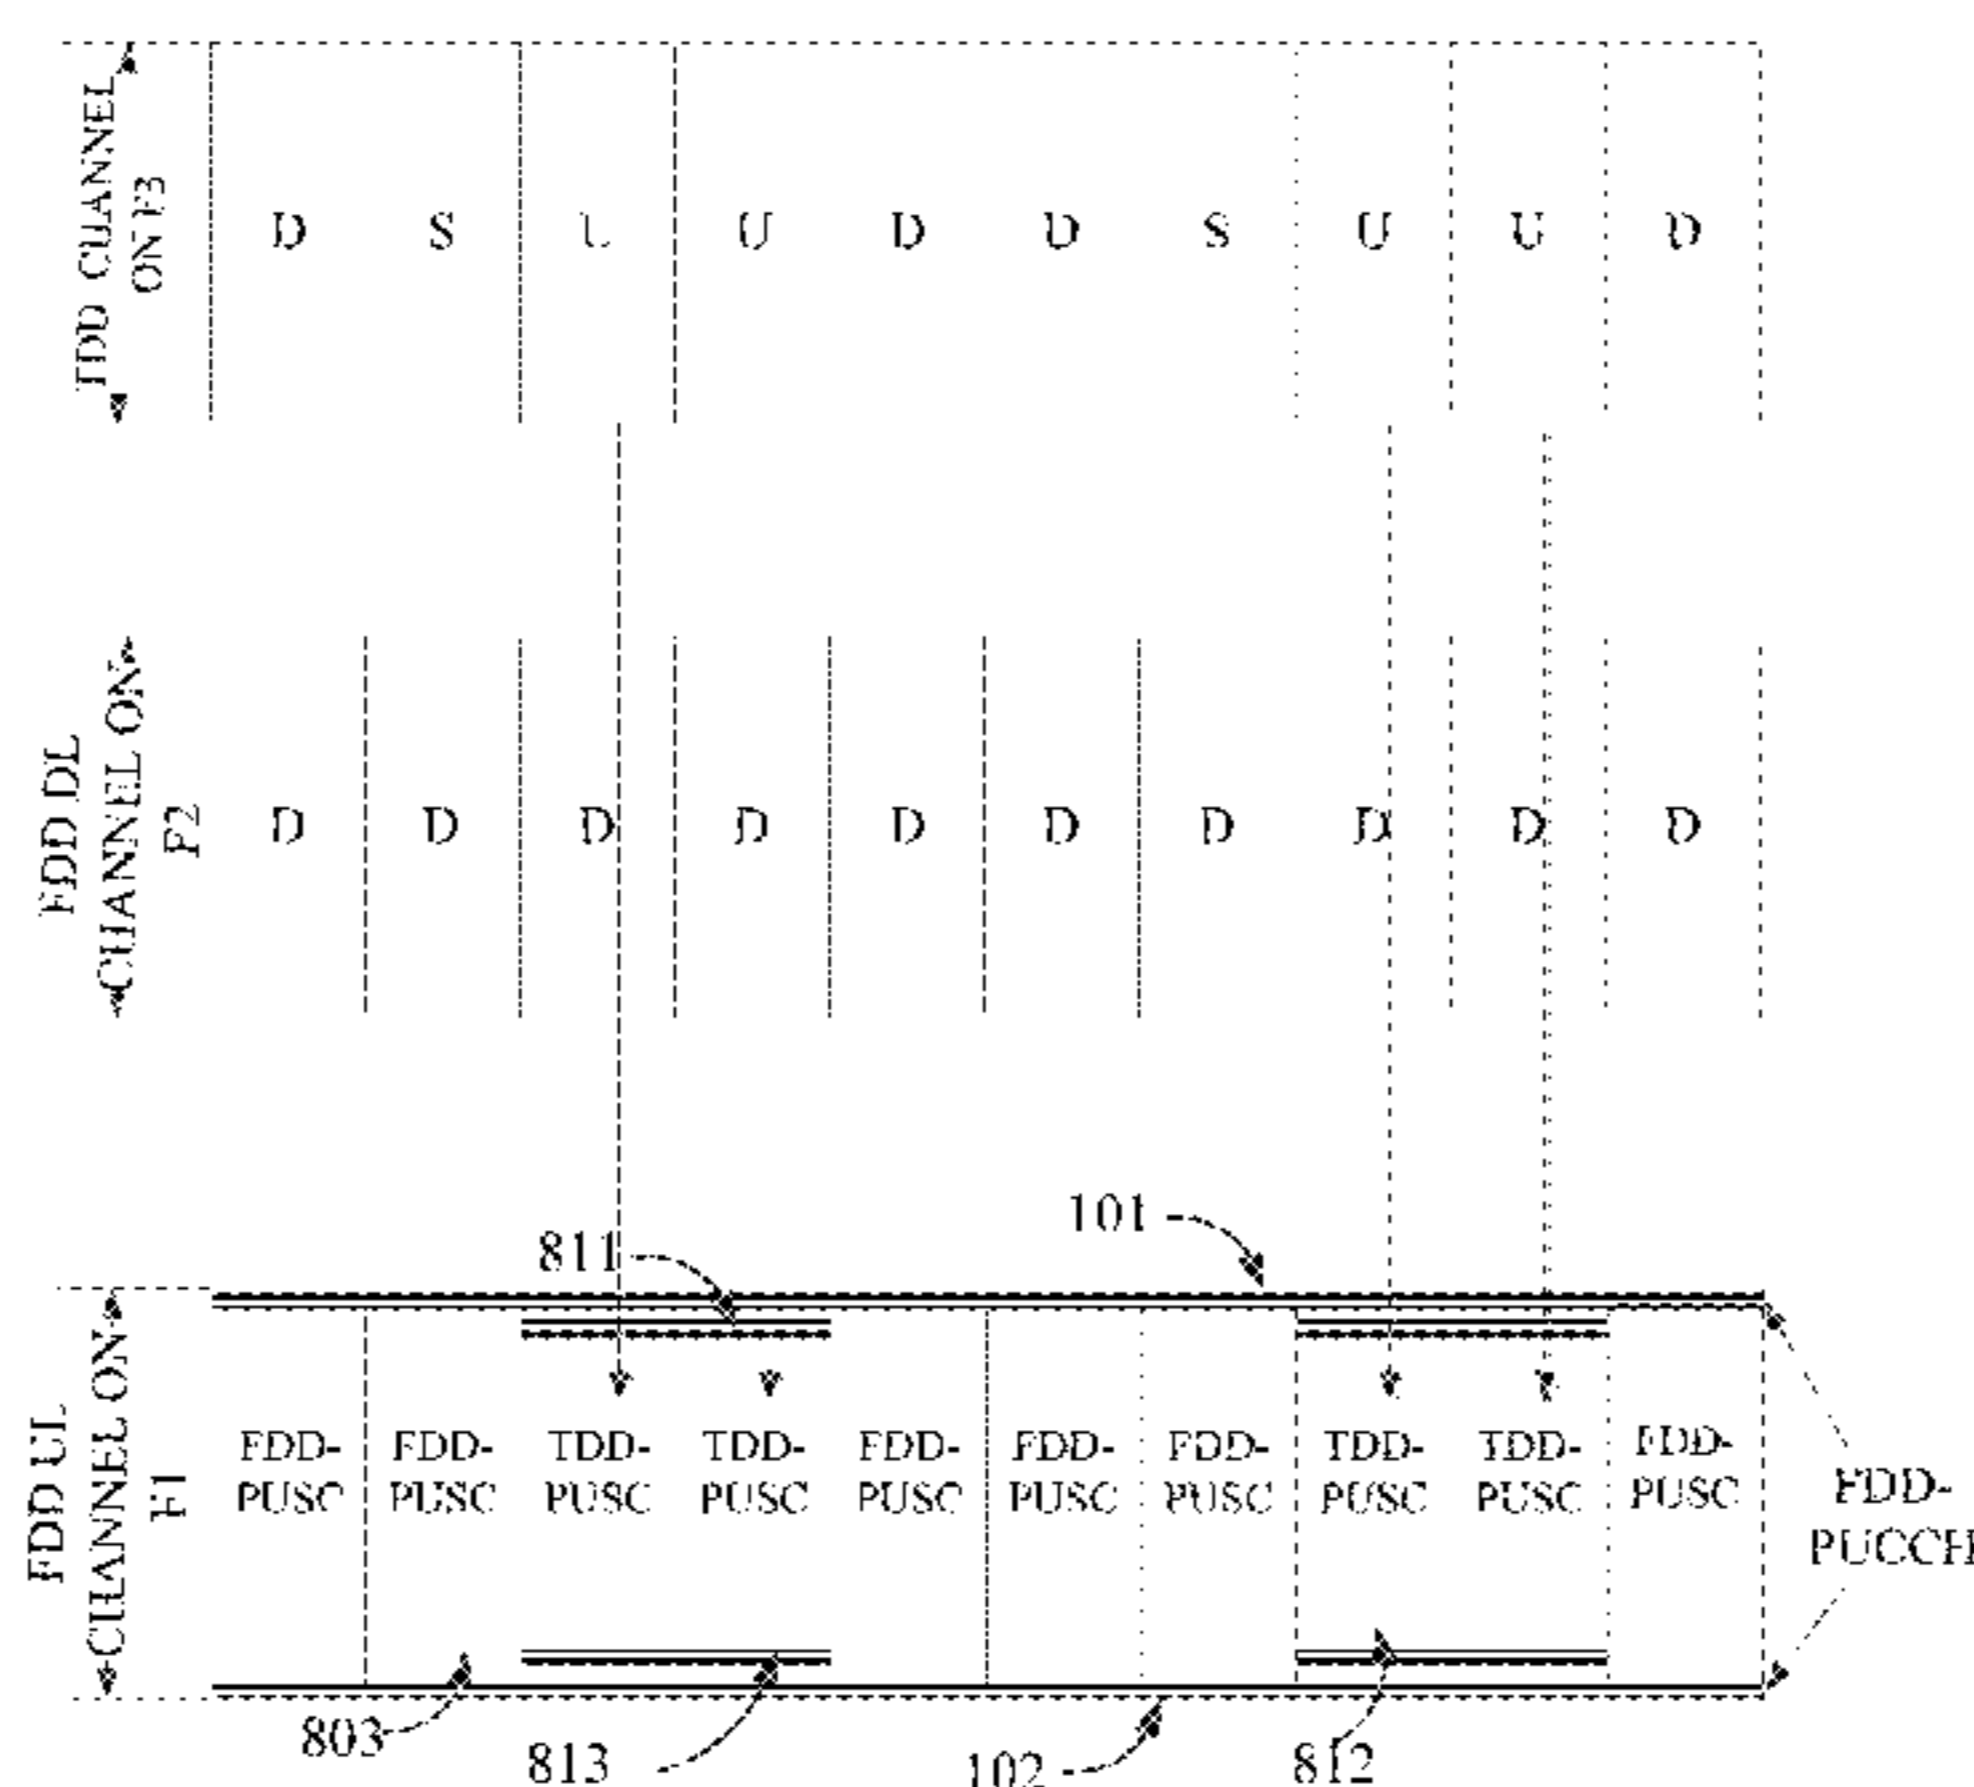 TDD CHANNEL
ON F3
D S U U D D S U U D
FDD DL
CHANNEL ON
F2
D D D D D D D D D D
811
101
FDD UL
CHANNEL ON
F1
FDD- FDD- TDD- TDD- FDD- FDD- FDD- TDD- TDD- FDD-
PUSC PUSC PUSC PUSC PUSC PUSC PUSC PUSC PUSC PUSC
FDD-
PUCCH
803
813
102
812